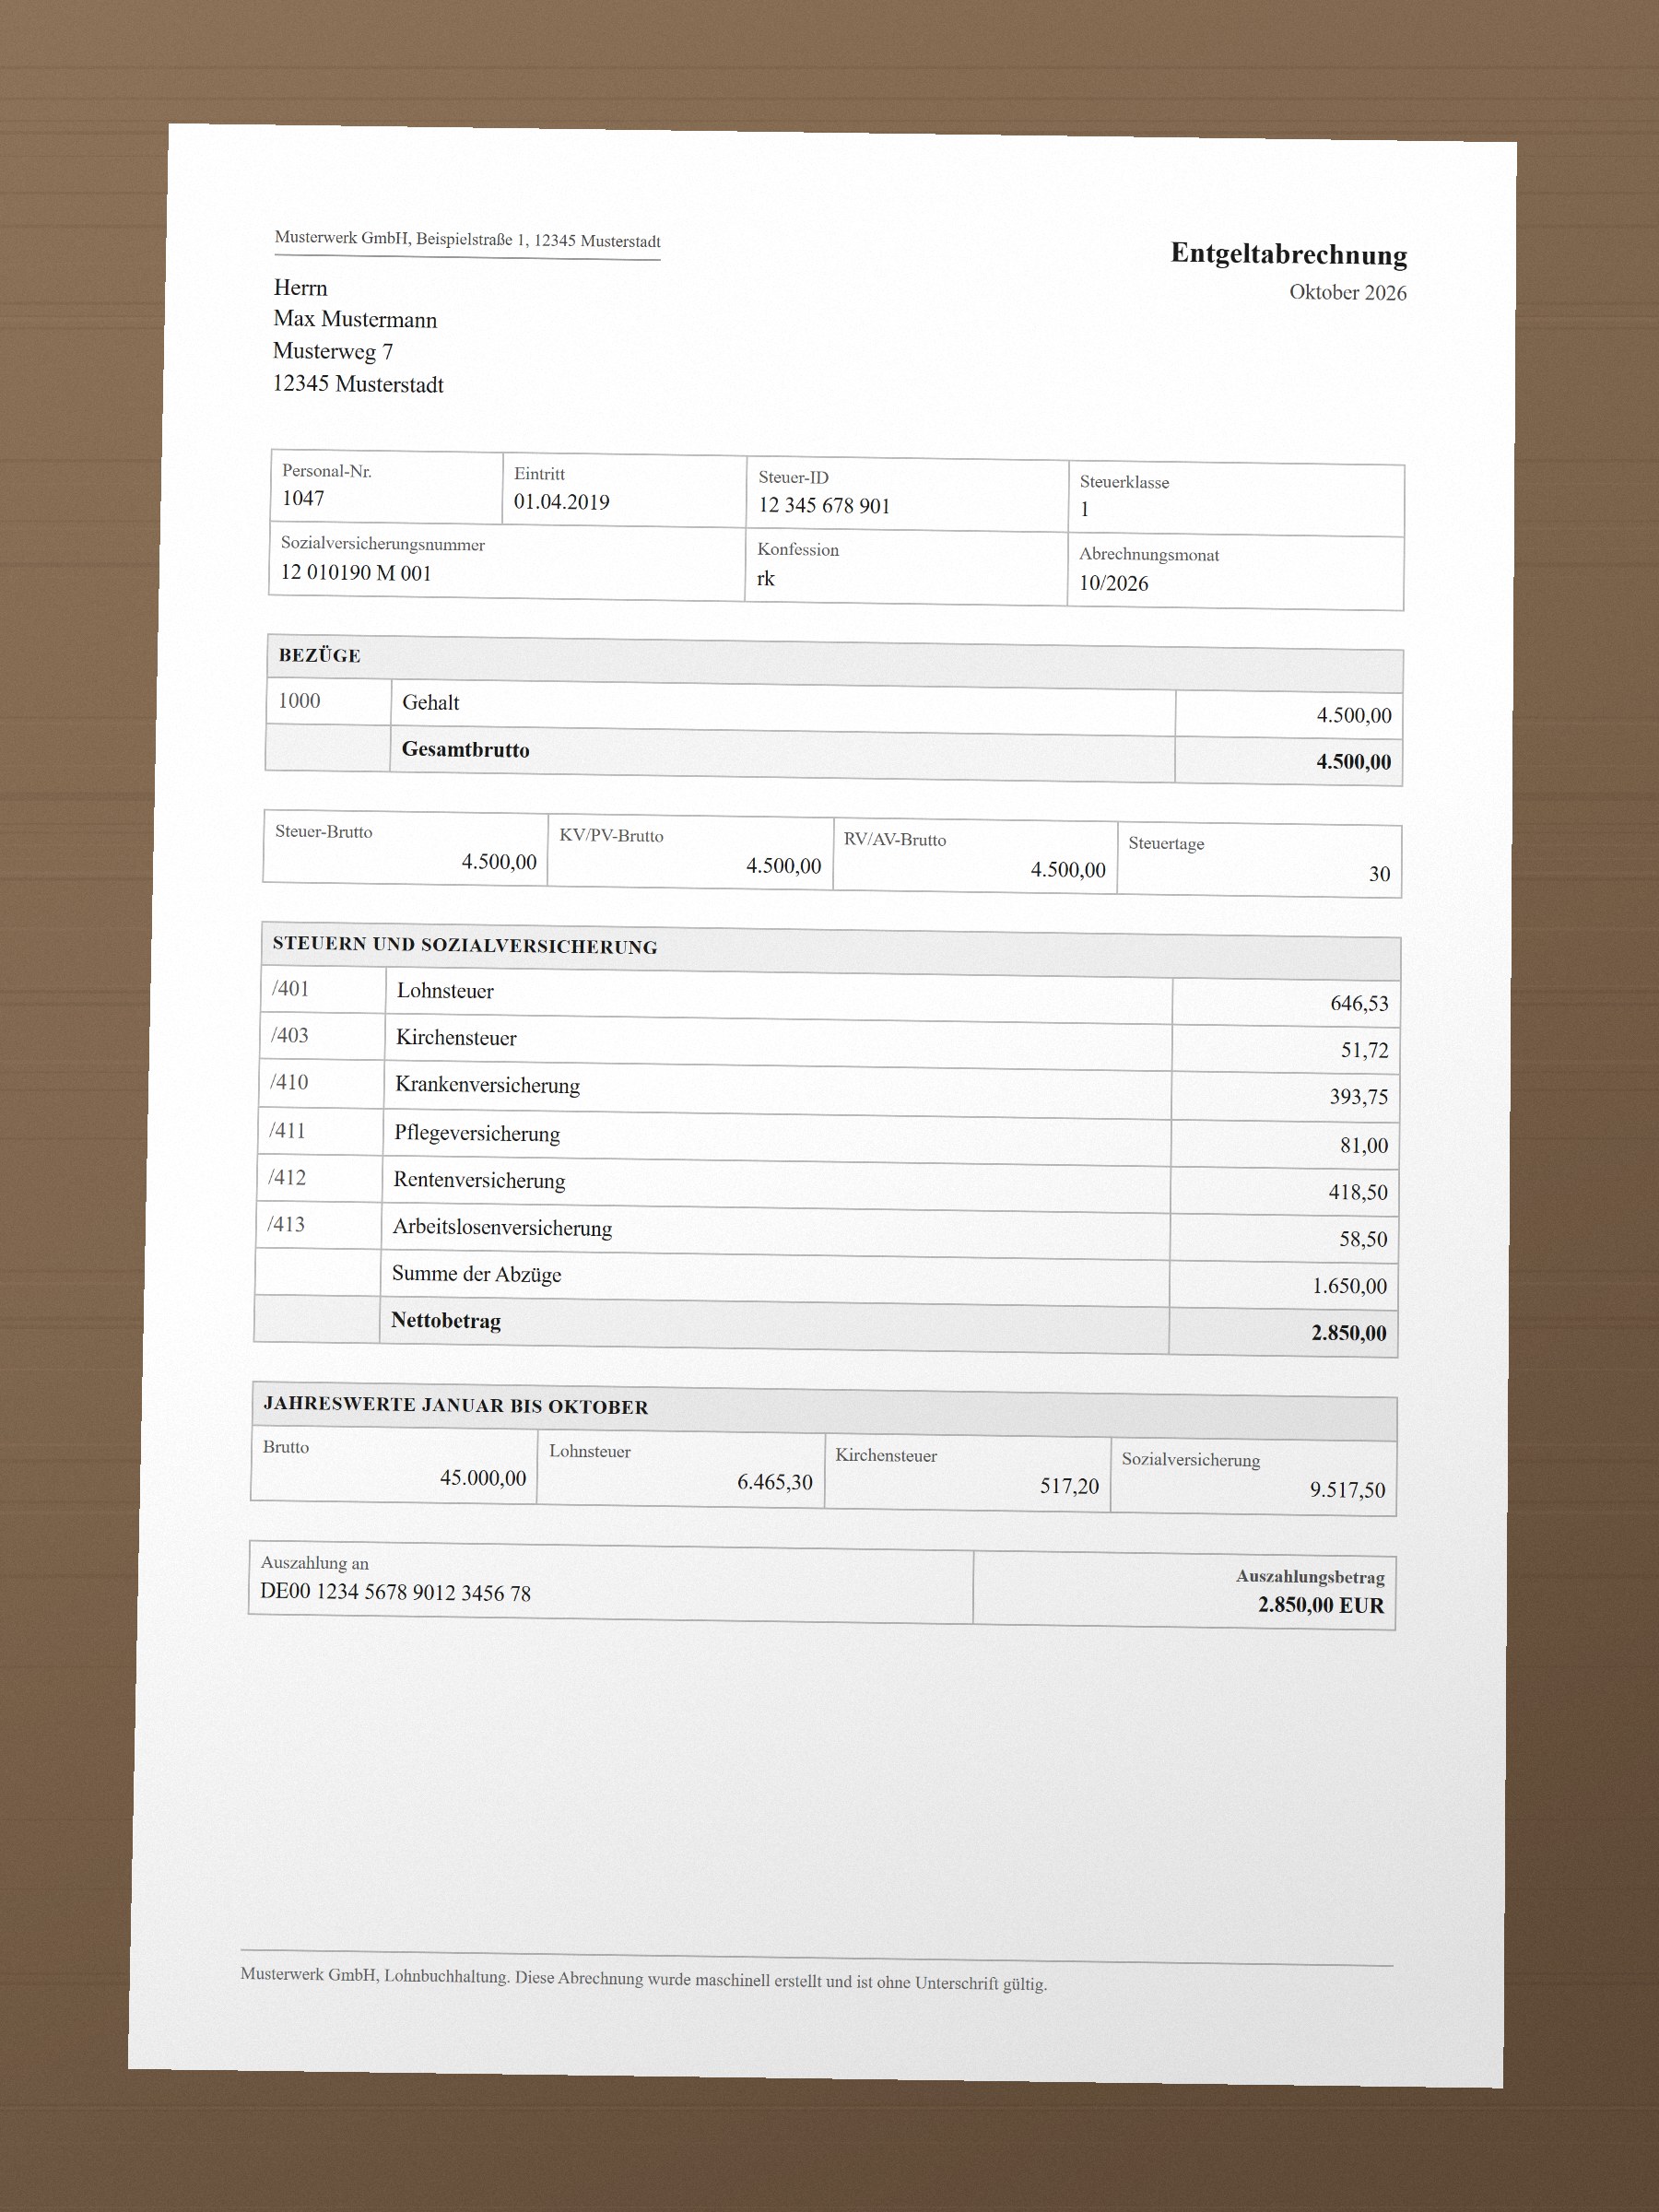 Musterwerk GmbH, Beispielstraße 1, 12345 Musterstadt
Entgeltabrechnung
Oktober 2026
Herrn
Max Mustermann
Musterweg 7
12345 Musterstadt
Personal-Nr. Eintritt Steuer-ID Steuerklasse
1047 01.04.2019 12 345 678 901 1
Sozialversicherungsnummer Konfession Abrechnungsmonat
12 010190 M 001 rk 10/2026
BEZÜGE
1000 Gehalt 4.500,00
Gesamtbrutto 4.500,00
Steuer-Brutto KV/PV-Brutto RV/AV-Brutto Steuertage
4.500,00 4.500,00 4.500,00 30
STEUERN UND SOZIALVERSICHERUNG
/401 Lohnsteuer 646,53
/403 Kirchensteuer 51,72
/410 Krankenversicherung 393,75
/411 Pflegeversicherung 81,00
/412 Rentenversicherung 418,50
/413 Arbeitslosenversicherung 58,50
Summe der Abzüge 1.650,00
Nettobetrag 2.850,00
JAHRESWERTE JANUAR BIS OKTOBER
Brutto Lohnsteuer Kirchensteuer Sozialversicherung
45.000,00 6.465,30 517,20 9.517,50
Auszahlung an Auszahlungsbetrag
DE00 1234 5678 9012 3456 78 2.850,00 EUR
Musterwerk GmbH, Lohnbuchhaltung. Diese Abrechnung wurde maschinell erstellt und ist ohne Unterschrift gültig.